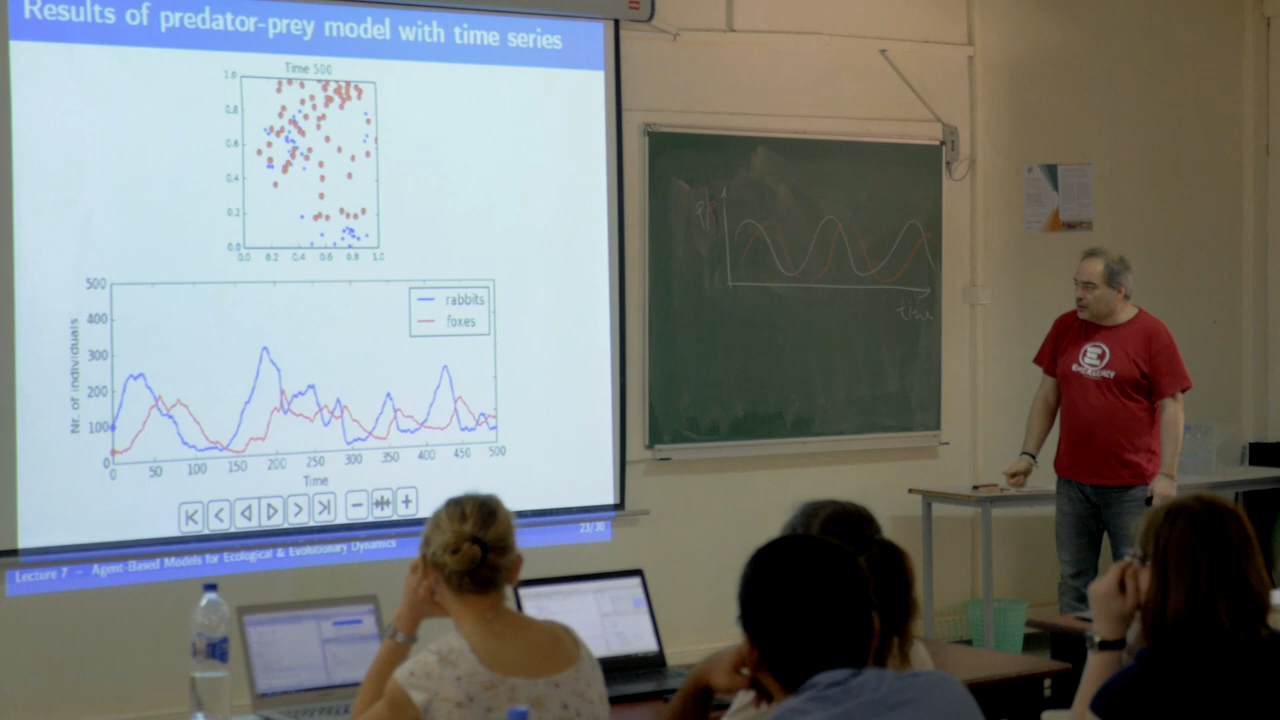 Results of predator-prey model with time series
Time 500
1.0
0.8
0.6
0.4
0.2
0.0
0.0 0.2 0.4 0.6 0.8 1.0
500
400
300
200
100
0
Nr. of individuals
rabbits
foxes
0 50 100 150 200 250 300 350 400 450 500
Time
23/30
Lecture 7 – Agent-Based Models for Ecological & Evolutionary Dynamics
time
EMERGENCY